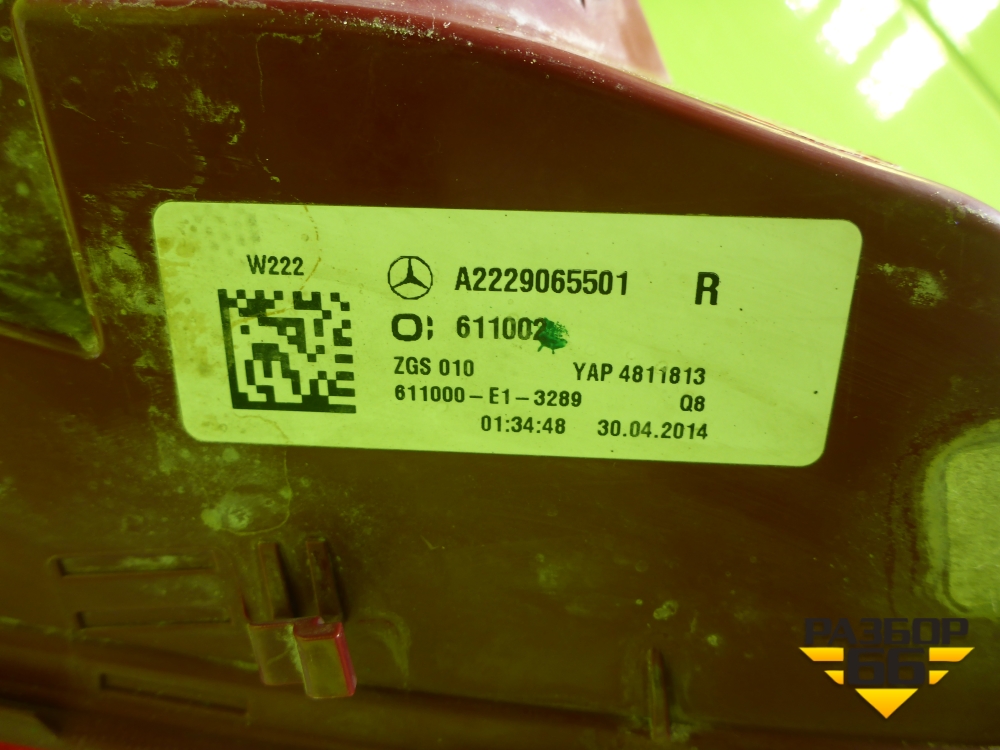 W222
A2229065501 R
611002
ZGS 010 YAP 4811813
611000-E1-3289 Q8
01:34:48 30.04.2014
РАЗБОР
66